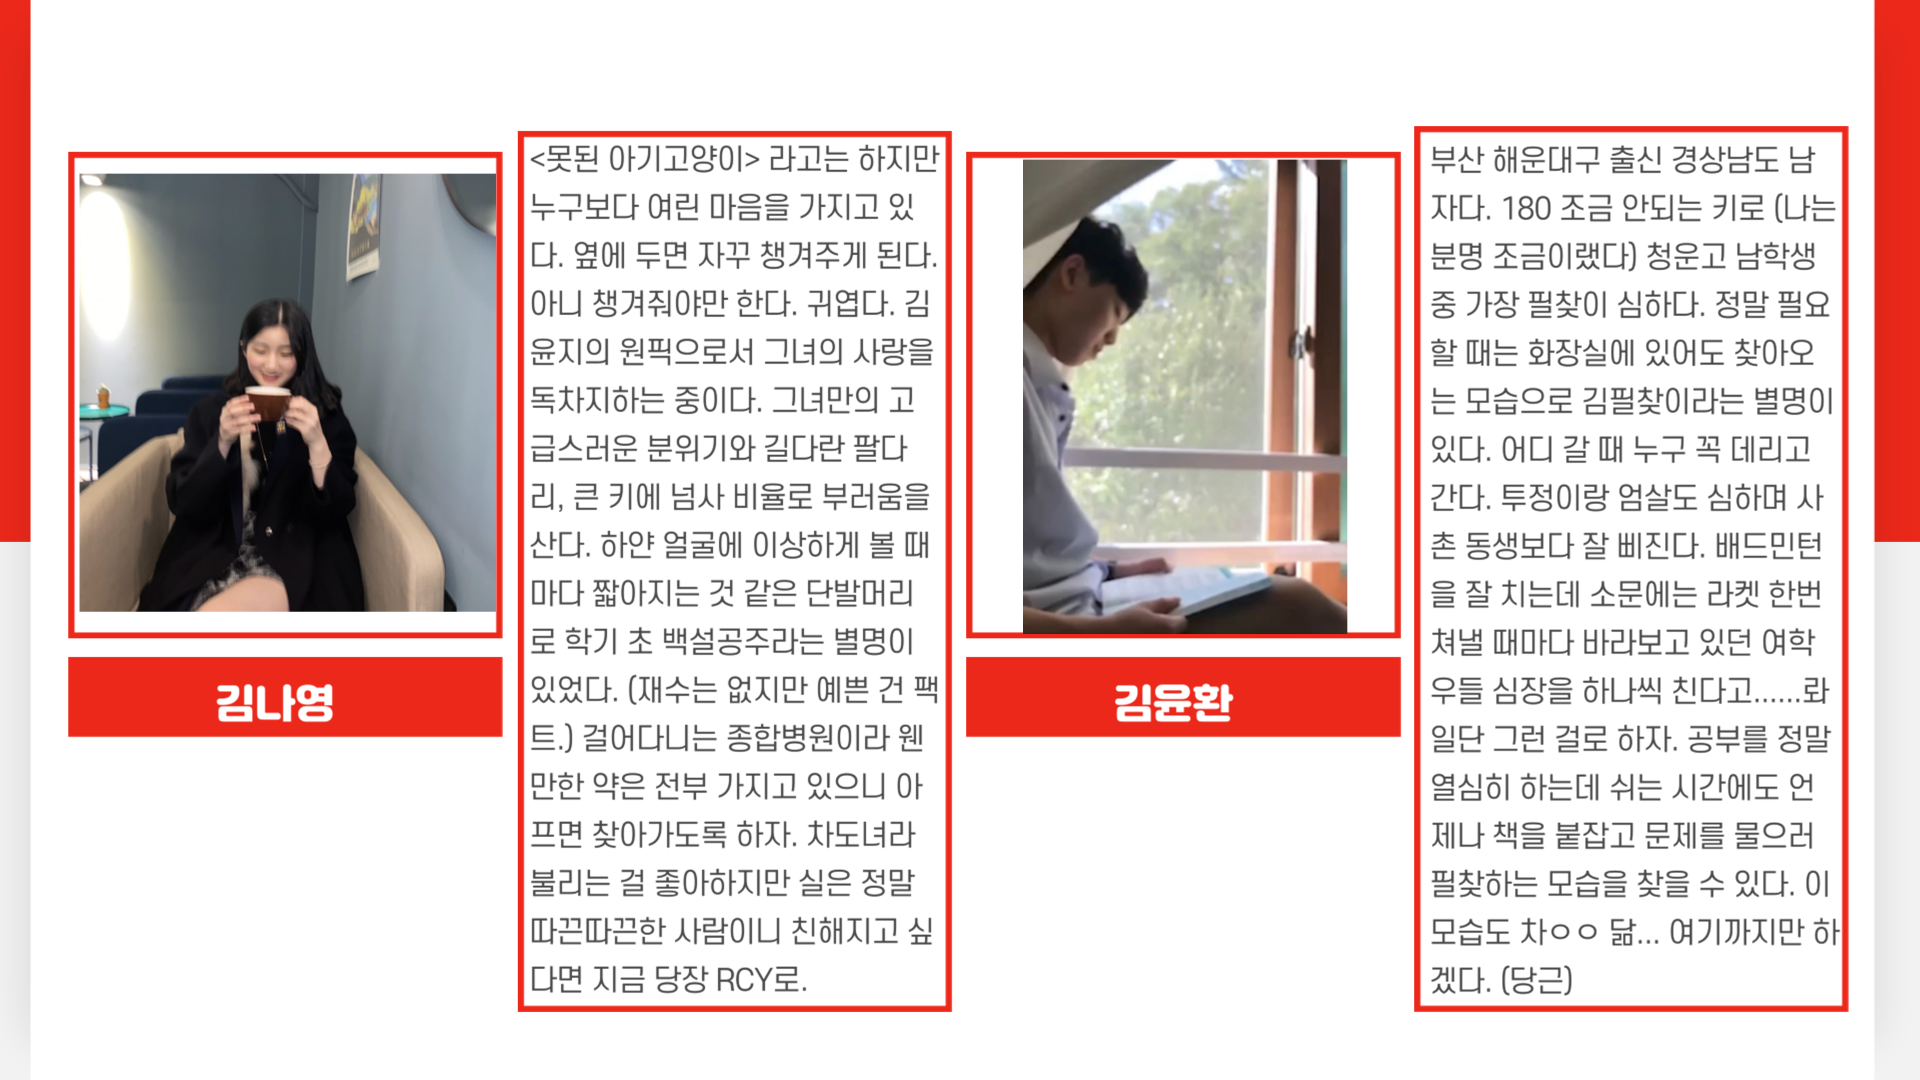 김나영
<못된 아기고양이> 라고는 하지만
누구보다 여린 마음을 가지고 있
다. 옆에 두면 자꾸 챙겨주게 된다.
아니 챙겨줘야만 한다. 귀엽다. 김
윤지의 원픽으로서 그녀의 사랑을
독차지하는 중이다. 그녀만의 고
급스러운 분위기와 길다란 팔다
리, 큰 키에 넘사 비율로 부러움을
산다. 하얀 얼굴에 이상하게 볼 때
마다 짧아지는 것 같은 단발머리
로 학기 초 백설공주라는 별명이
있었다. (재수는 없지만 예쁜 건 팩
트.) 걸어다니는 종합병원이라 웬
만한 약은 전부 가지고 있으니 아
프면 찾아가도록 하자. 차도녀라
불리는 걸 좋아하지만 실은 정말
따끈따끈한 사람이니 친해지고 싶
다면 지금 당장 RCY로.
김윤환
부산 해운대구 출신 경상남도 남
자다. 180 조금 안되는 키로 (나는
분명 조금이랬다) 청운고 남학생
중 가장 필찾이 심하다. 정말 필요
할 때는 화장실에 있어도 찾아오
는 모습으로 김필찾이라는 별명이
있다. 어디 갈 때 누구 꼭 데리고
간다. 투정이랑 엄살도 심하며 사
촌 동생보다 잘 삐진다. 배드민턴
을 잘 치는데 소문에는 라켓 한번
쳐낼 때마다 바라보고 있던 여학
우들 심장을 하나씩 친다고......롸
일단 그런 걸로 하자. 공부를 정말
열심히 하는데 쉬는 시간에도 언
제나 책을 붙잡고 문제를 물으러
필찾하는 모습을 찾을 수 있다. 이
모습도 차ㅇㅇ 닮... 여기까지만 하
겠다. (당근)